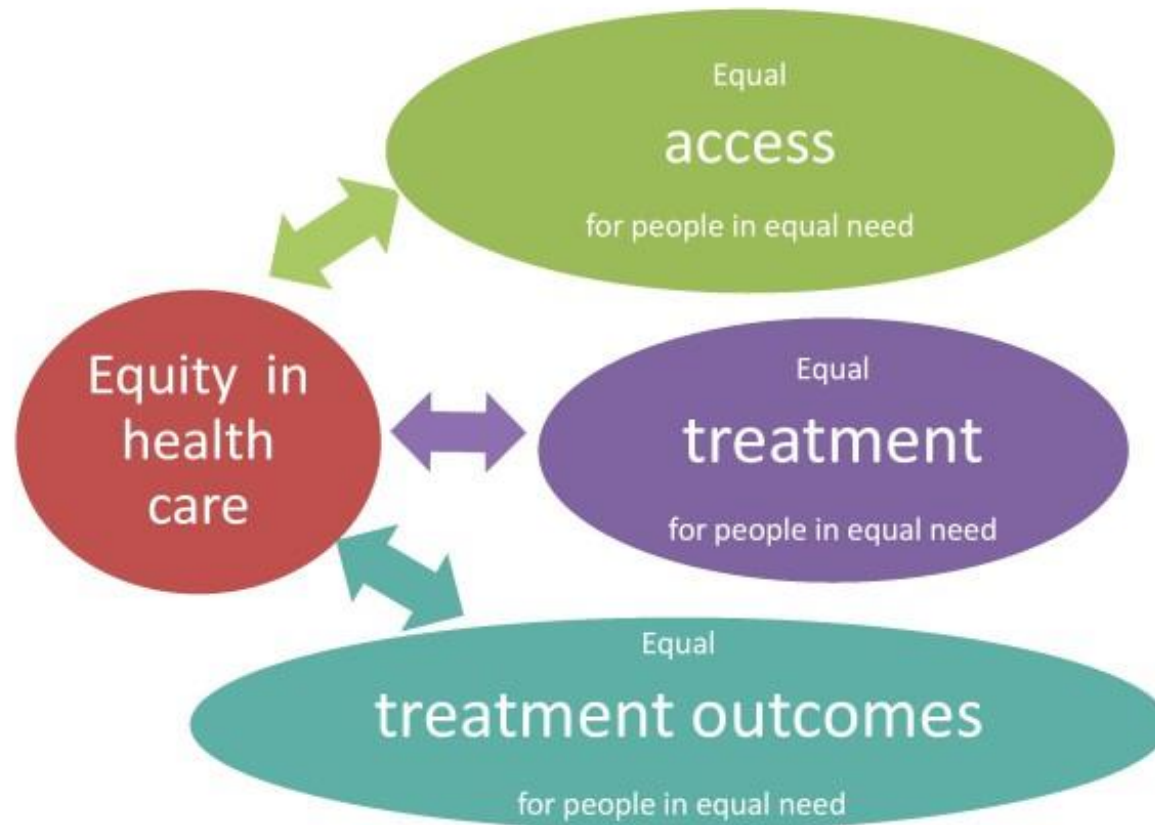 Equal
access
for people in equal need
Equity in
health
care
Equal
treatment
for people in equal need
Equal
treatment outcomes
for people in equal need